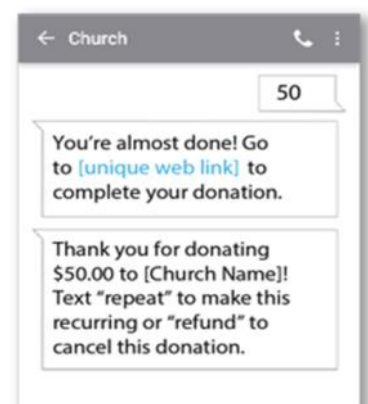 Church
50
You're almost done! Go
to [unique web link] to
complete your donation.
Thank you for donating
$50.00 to [Church Name]!
Text “repeat” to make this
recurring or “refund” to
cancel this donation.